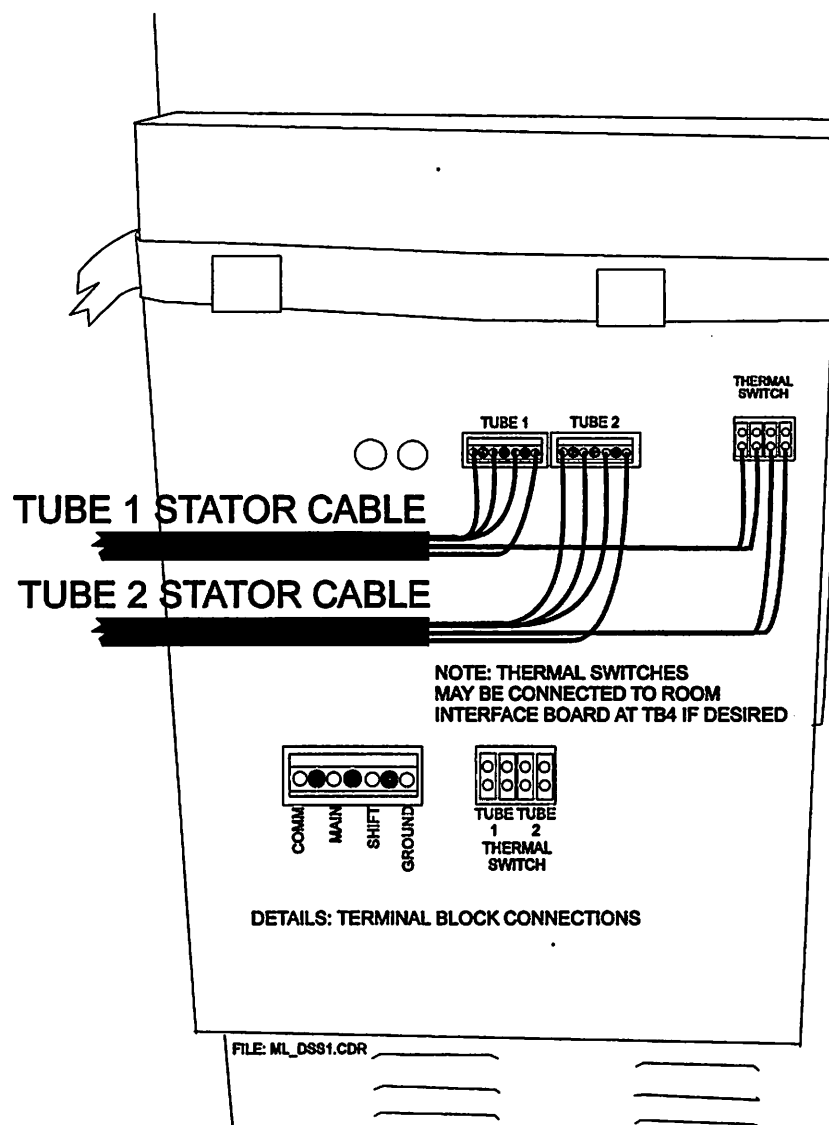 THERMAL
SWITCH
TUBE 1 TUBE 2
TUBE 1 STATOR CABLE
TUBE 2 STATOR CABLE
NOTE: THERMAL SWITCHES
MAY BE CONNECTED TO ROOM
INTERFACE BOARD AT TB4 IF DESIRED
COMM
MAIN
SHIFT
GROUND
TUBE TUBE
1 2
THERMAL
SWITCH
DETAILS: TERMINAL BLOCK CONNECTIONS
FILE: ML_DSS1.CDR